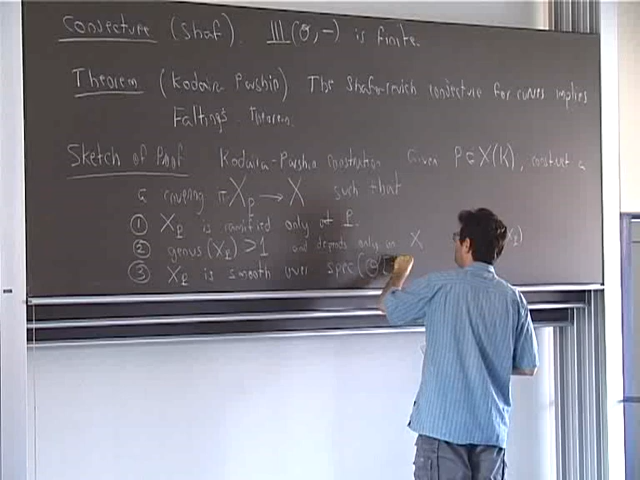 Conjecture (Shaf). Ш(O, -) is finite.
Theorem (Kodaira Parshin) The Shafarevich conjecture for curves implies
Faltings Theorem.
Sketch of Proof Kodaira-Parshin construction Given P ∈ X(K), construct a
a covering π X_p → X such that
① X_P is ramified only at P.
② genus(X_P) > 1 and depends only on X
③ X_P is smooth over spec(O[